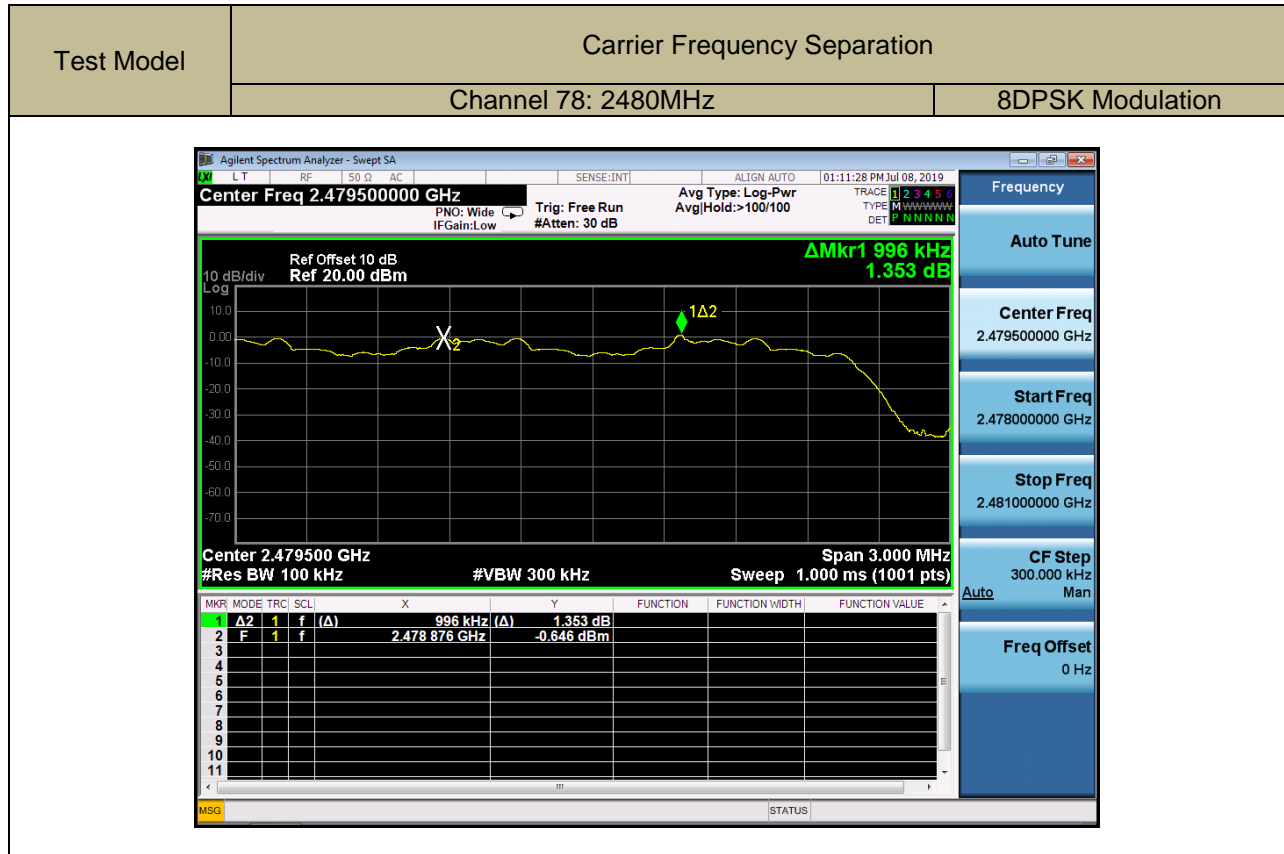 Test Model
Carrier Frequency Separation
Channel 78: 2480MHz
8DPSK Modulation
Agilent Spectrum Analyzer - Swept SA
LXI L T RF 50 Ω AC SENSE:INT ALIGN AUTO 01:11:28 PM Jul 08, 2019
Center Freq 2.479500000 GHz
PNO: Wide
IFGain:Low
Trig: Free Run
#Atten: 30 dB
Avg Type: Log-Pwr
Avg|Hold:>100/100
TRACE 1 2 3 4 5 6
TYPE M WWWWW
DET P N N N N N
ΔMkr1 996 kHz
1.353 dB
Ref Offset 10 dB
10 dB/div Ref 20.00 dBm
Log
10.0
0.00
-10.0
-20.0
-30.0
-40.0
-50.0
-60.0
-70.0
X2
1Δ2
Center 2.479500 GHz Span 3.000 MHz
#Res BW 100 kHz #VBW 300 kHz Sweep 1.000 ms (1001 pts)
MKR MODE TRC SCL X Y FUNCTION FUNCTION WIDTH FUNCTION VALUE
1 Δ2 1 f (Δ) 996 kHz (Δ) 1.353 dB
2 F 1 f 2.478 876 GHz -0.646 dBm
3
4
5
6
7
8
9
10
11
MSG STATUS
Frequency
Auto Tune
Center Freq
2.479500000 GHz
Start Freq
2.478000000 GHz
Stop Freq
2.481000000 GHz
CF Step
300.000 kHz
Auto Man
Freq Offset
0 Hz